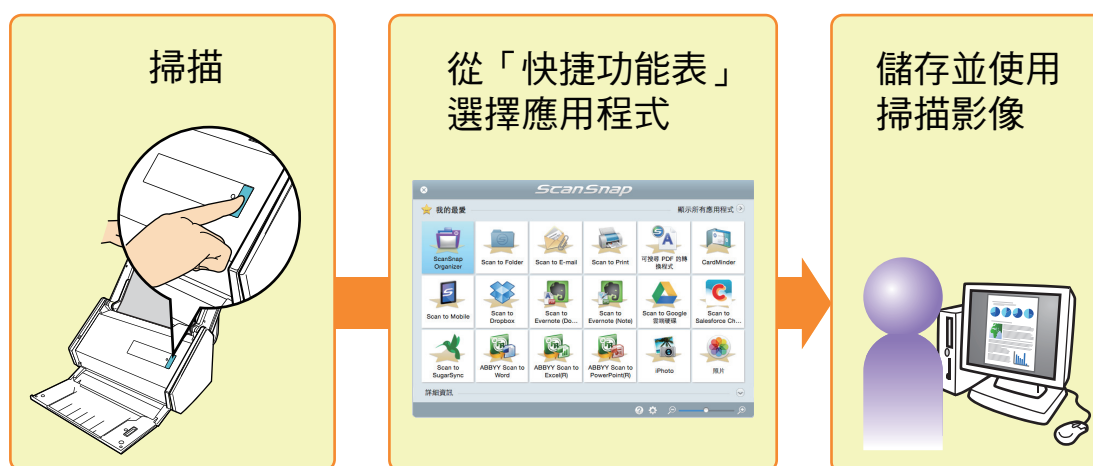 掃描
從「快捷功能表」
選擇應用程式
ScanSnap
我的最愛
顯示所有應用程式
ScanSnap
Organizer
Scan to Folder
Scan to E-mail
Scan to Print
可搜尋 PDF 的轉
換程式
CardMinder
Scan to Mobile
Scan to
Dropbox
Scan to
Evernote (Do...
Scan to
Evernote (Note)
Scan to Google
雲端硬碟
Scan to
Salesforce Ch...
Scan to
SugarSync
ABBYY Scan to
Word
ABBYY Scan to
Excel(R)
ABBYY Scan to
PowerPoint(R)
iPhoto
照片
詳細資訊
儲存並使用
掃描影像